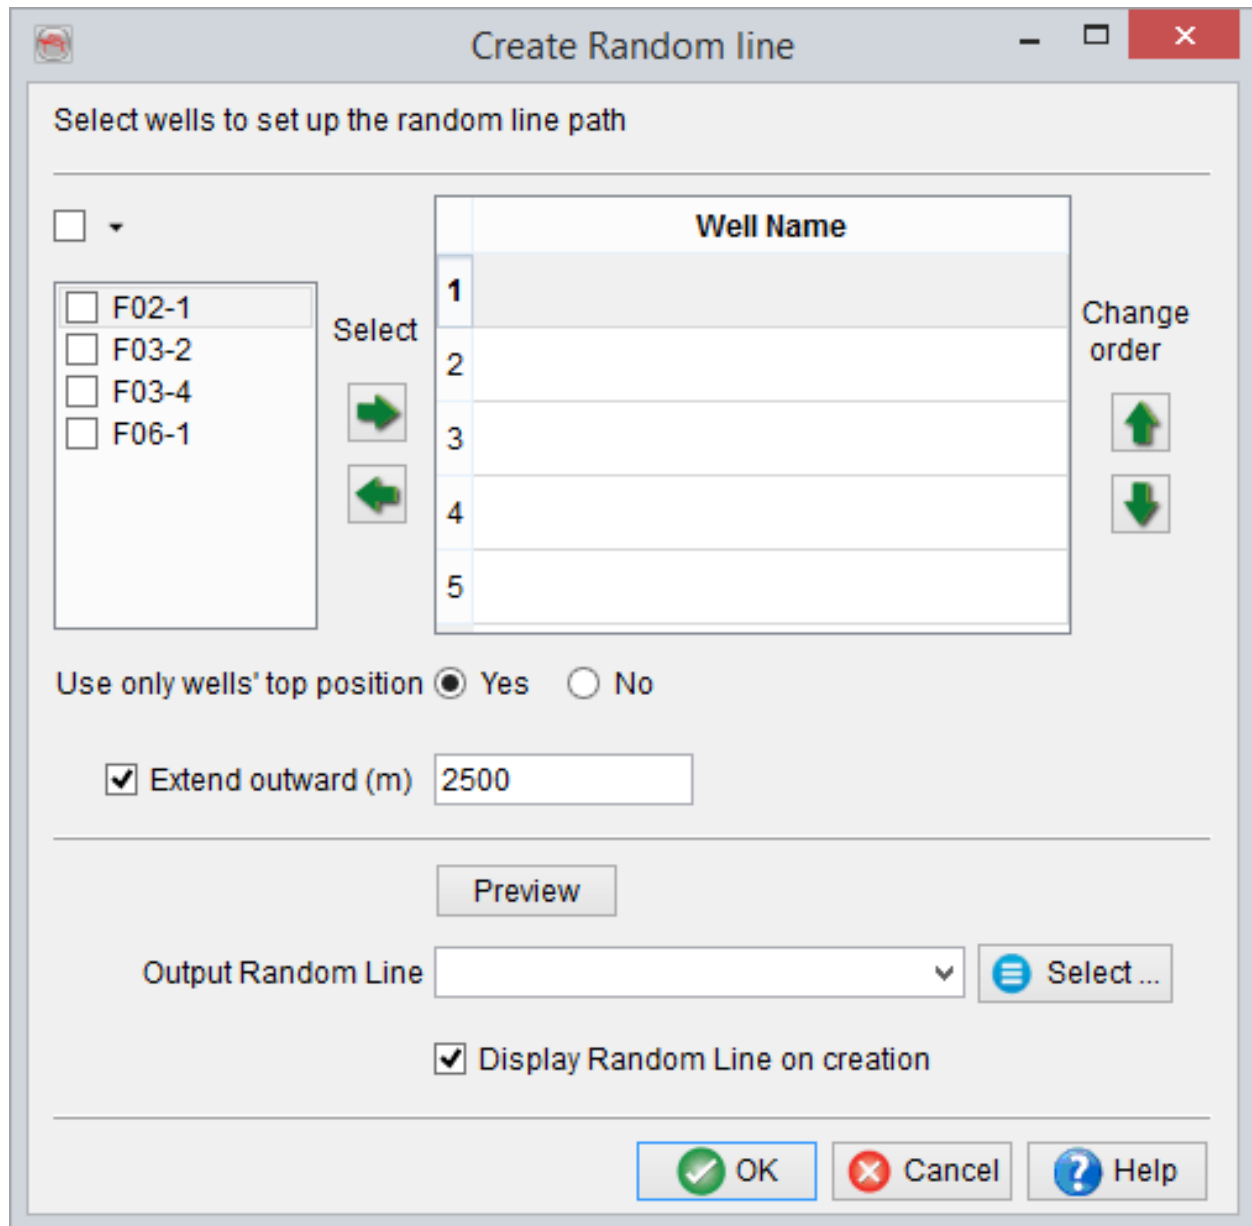 Create Random line
Select wells to set up the random line path
Well Name
F02-1
F03-2
F03-4
F06-1
Select
1
2
3
4
5
Change
order
Use only wells' top position Yes No
Extend outward (m) 2500
Preview
Output Random Line Select ...
Display Random Line on creation
OK Cancel Help